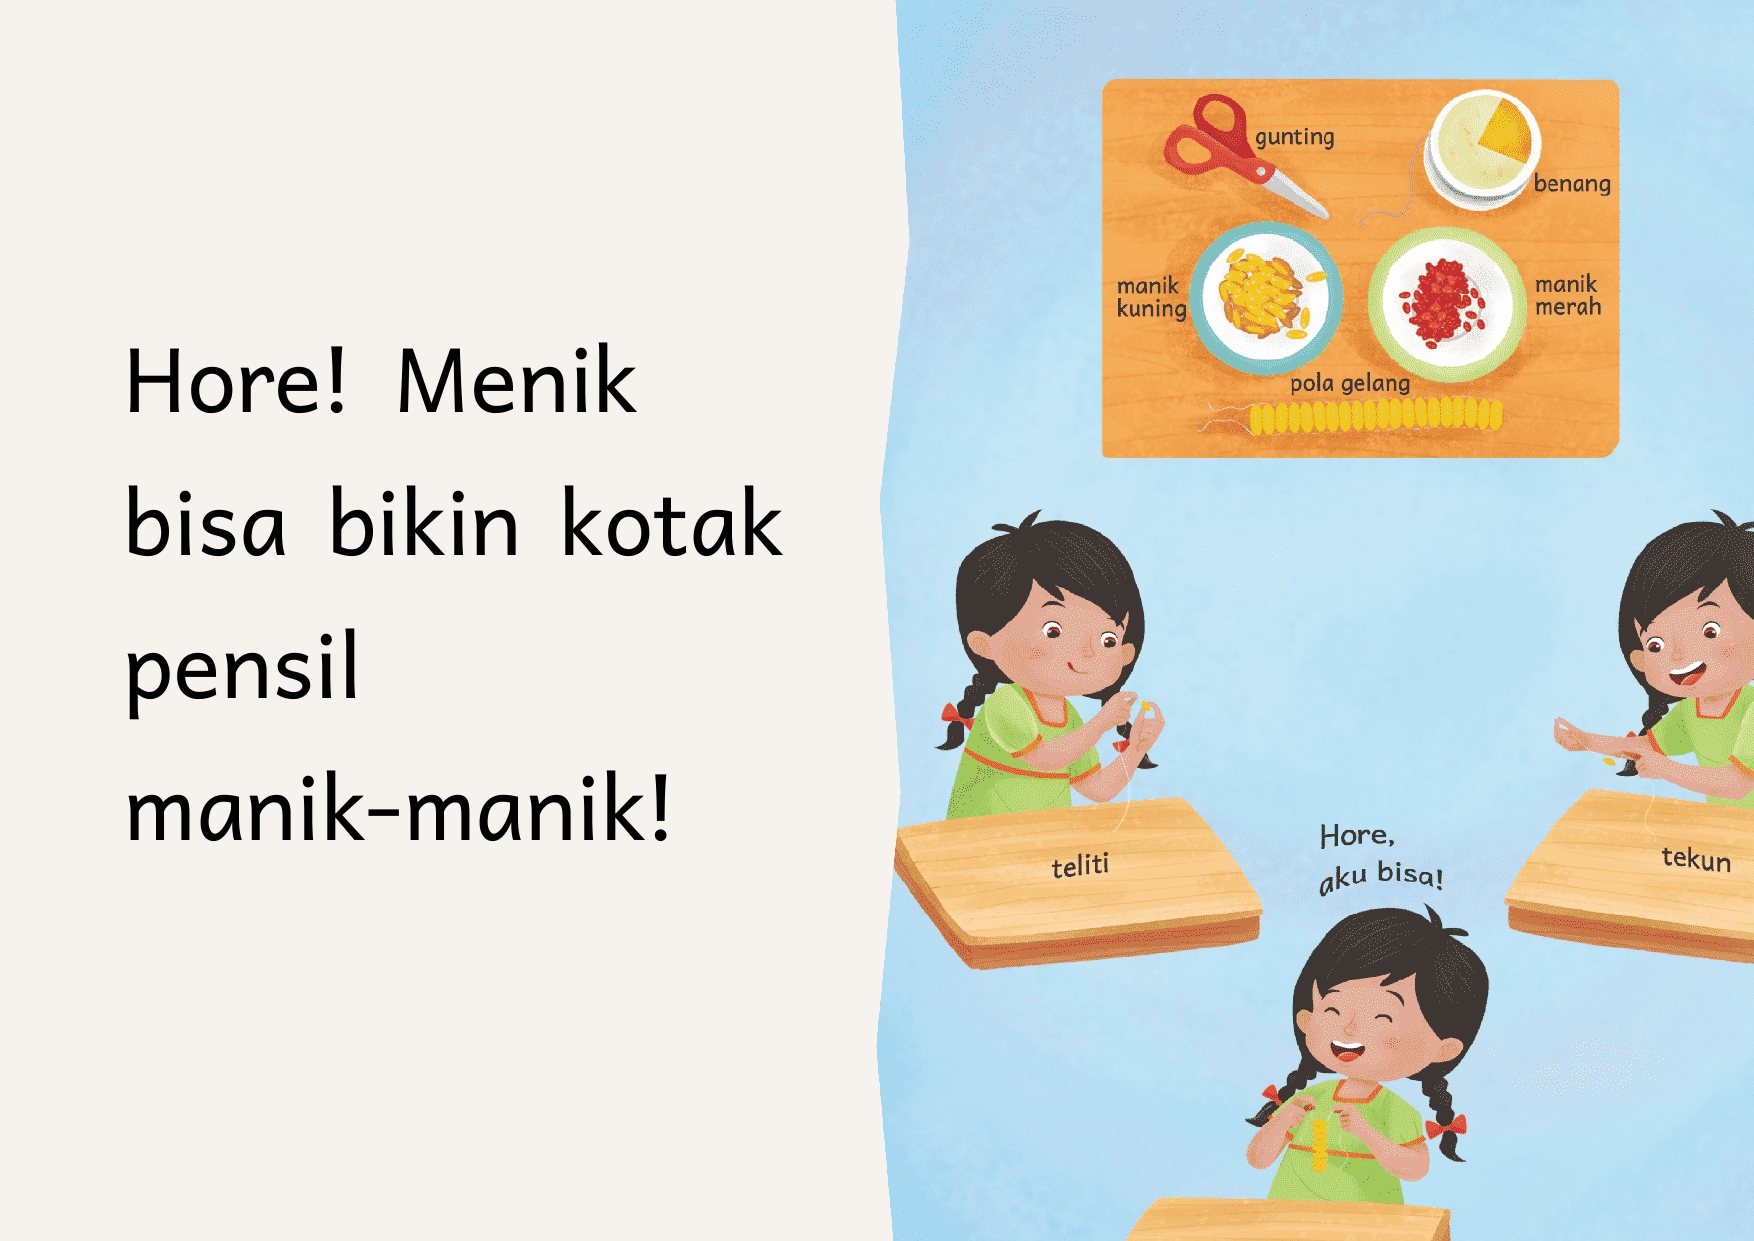 Hore! Menik
bisa bikin kotak
pensil
manik-manik!
gunting
benang
manik
kuning
manik
merah
pola gelang
teliti
tekun
Hore,
aku bisa!